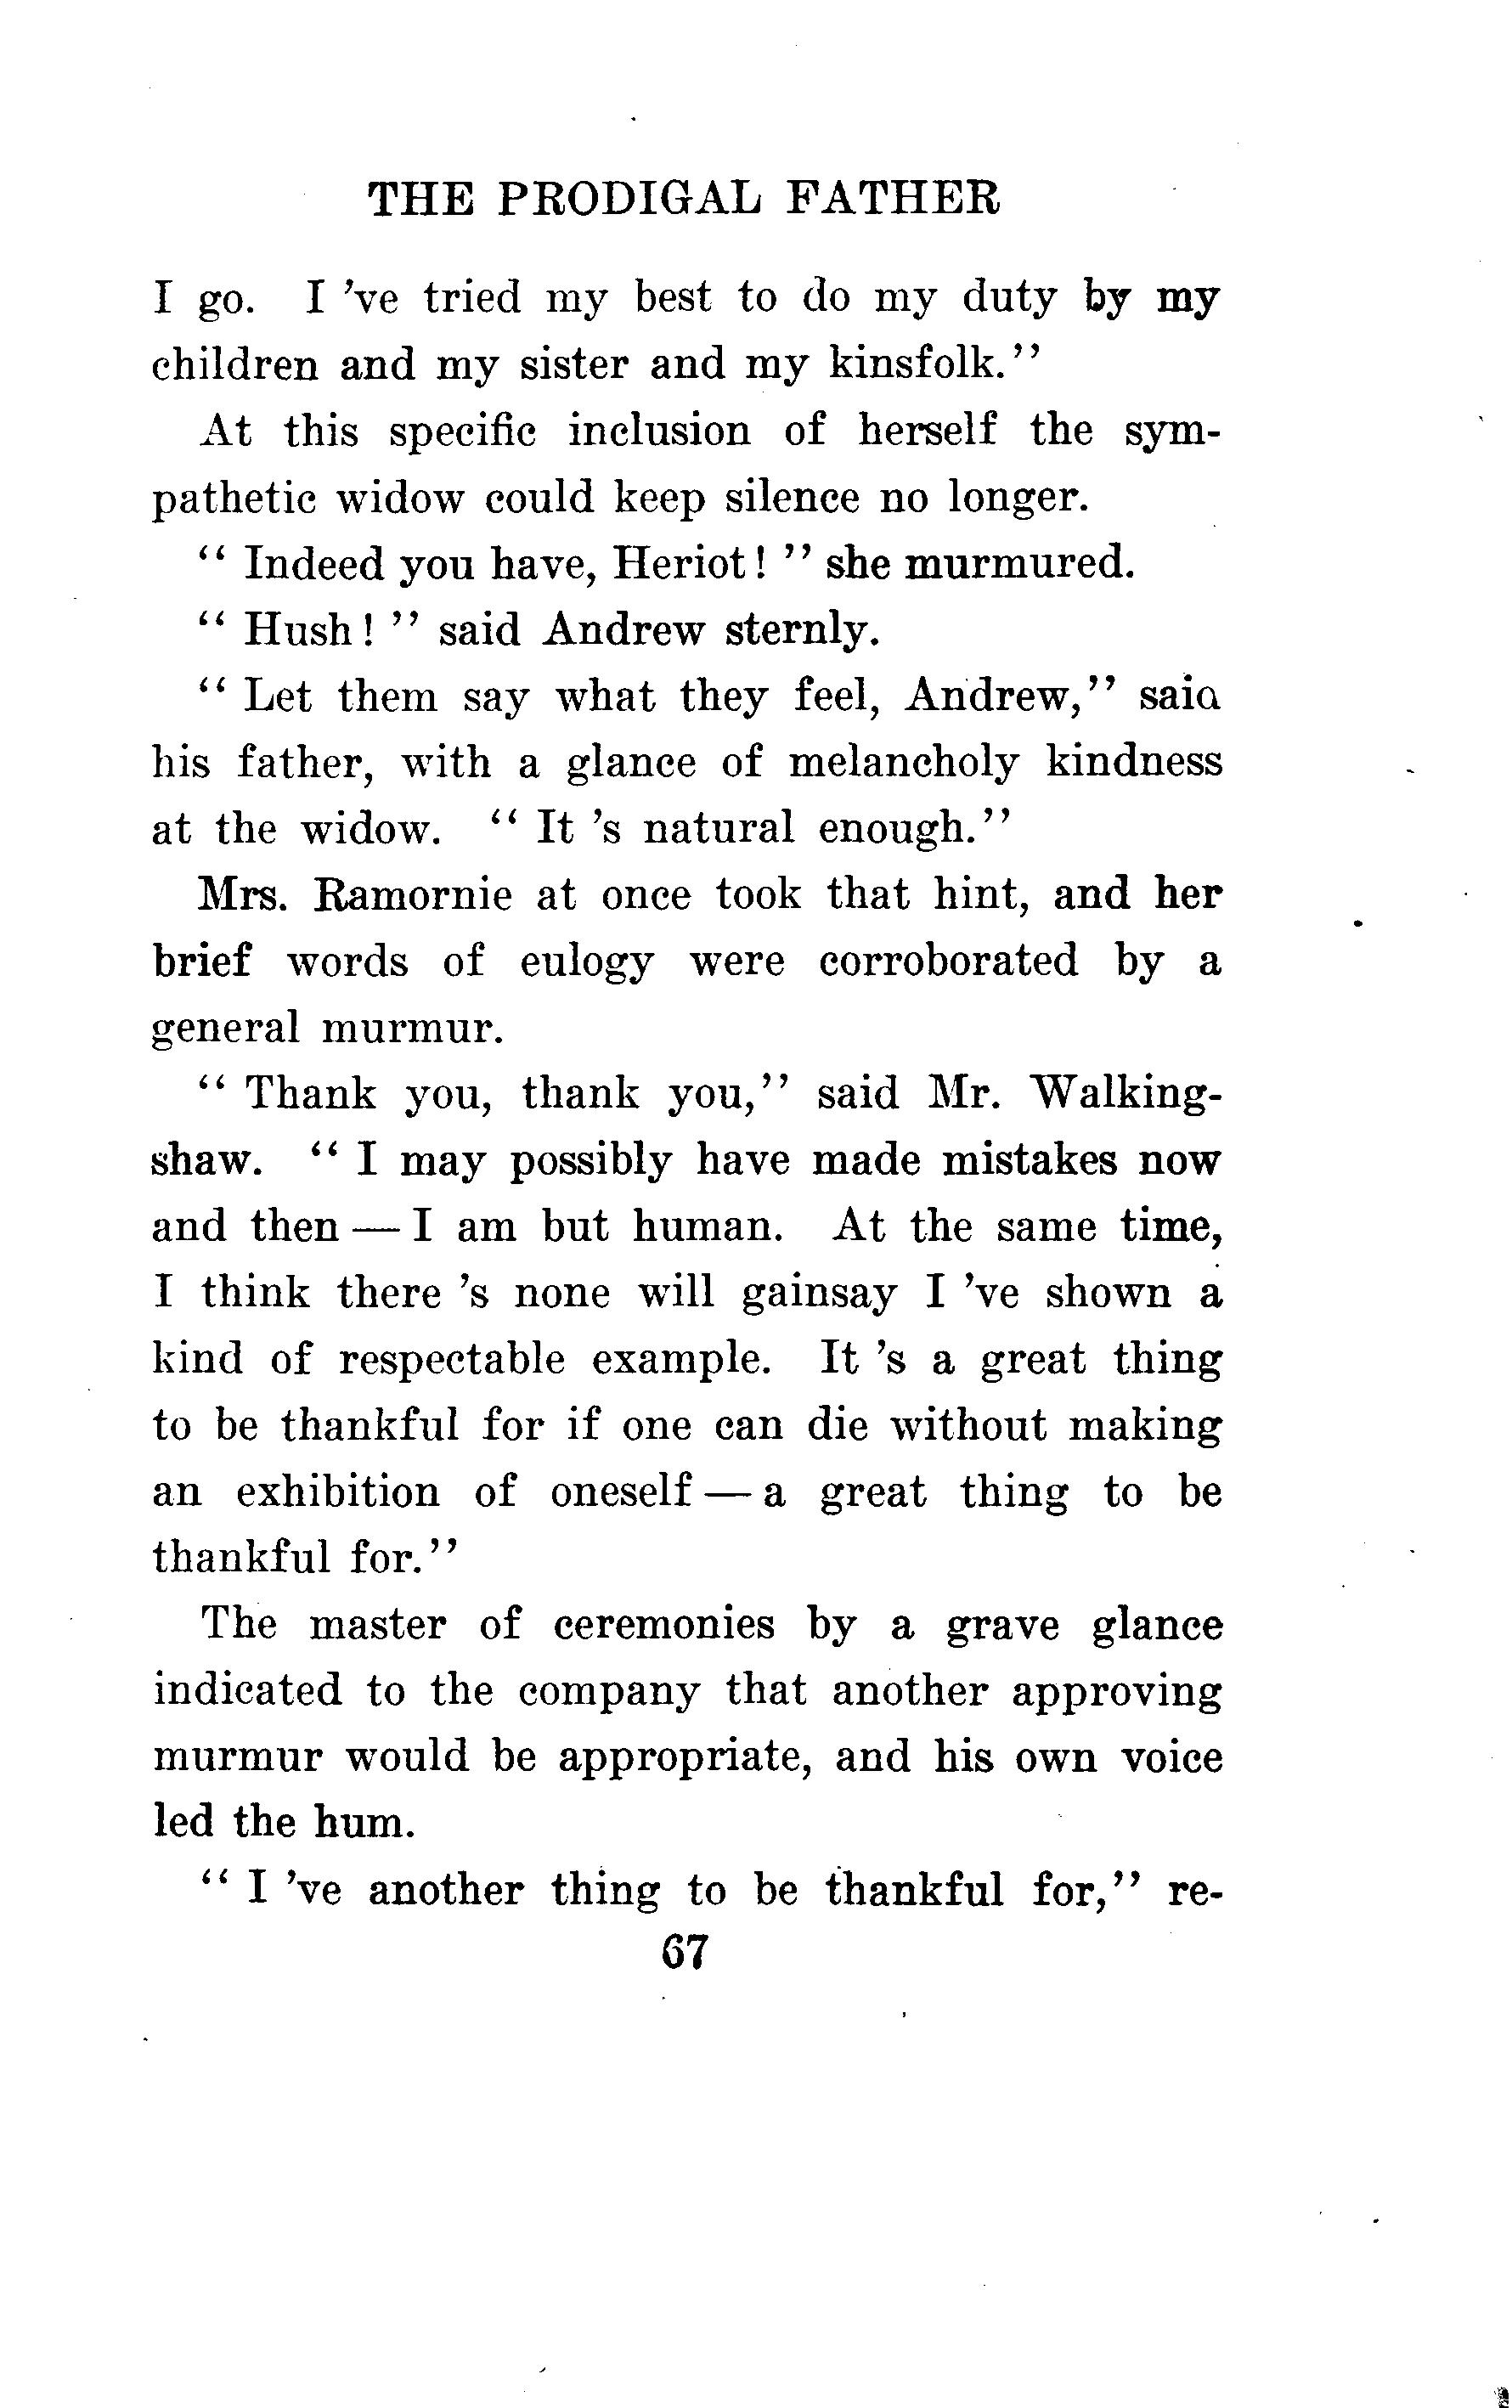 THE PRODIGAL FATHER
I go. I 've tried my best to do my duty by my
children and my sister and my kinsfolk.''
At this specific inclusion of herself the sym-
pathetic widow could keep silence no longer.
'' Indeed you have, Heriot! '' she murmured.
'' Hush! '' said Andrew sternly.
'' Let them say what they feel, Andrew,'' said
his father, with a glance of melancholy kindness
at the widow. '' It 's natural enough.''
Mrs. Ramornie at once took that hint, and her
brief words of eulogy were corroborated by a
general murmur.
'' Thank you, thank you,'' said Mr. Walking-
shaw. '' I may possibly have made mistakes now
and then — I am but human. At the same time,
I think there 's none will gainsay I 've shown a
kind of respectable example. It 's a great thing
to be thankful for if one can die without making
an exhibition of oneself — a great thing to be
thankful for.''
The master of ceremonies by a grave glance
indicated to the company that another approving
murmur would be appropriate, and his own voice
led the hum.
'' I 've another thing to be thankful for,'' re-
67